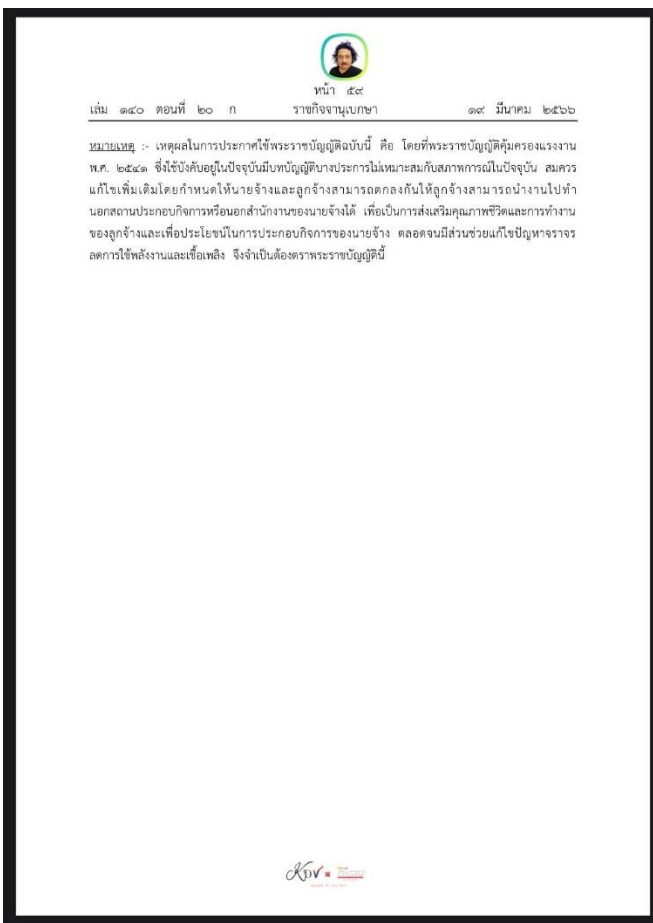 หน้า ๕๙
เล่ม ๑๔๐ ตอนที่ ๒๐ ก ราชกิจจานุเบกษา ๑๙ มีนาคม ๒๕๖๖
หมายเหตุ :- เหตุผลในการประกาศใช้พระราชบัญญัติฉบับนี้ คือ โดยที่พระราชบัญญัติคุ้มครองแรงงาน
พ.ศ. ๒๕๔๑ ซึ่งใช้บังคับอยู่ในปัจจุบันมีบทบัญญัติบางประการไม่เหมาะสมกับสภาพการณ์ในปัจจุบัน สมควร
แก้ไขเพิ่มเติมโดยกำหนดให้นายจ้างและลูกจ้างสามารถตกลงกันให้ลูกจ้างสามารถนำงานไปทำ
นอกสถานประกอบกิจการหรือนอกสำนักงานของนายจ้างได้ เพื่อเป็นการส่งเสริมคุณภาพชีวิตและการทำงาน
ของลูกจ้างและเพื่อประโยชน์ในการประกอบกิจการของนายจ้าง ตลอดจนมีส่วนช่วยแก้ไขปัญหาจราจร
ลดการใช้พลังงานและเชื้อเพลิง จึงจำเป็นต้องตราพระราชบัญญัตินี้
KDV